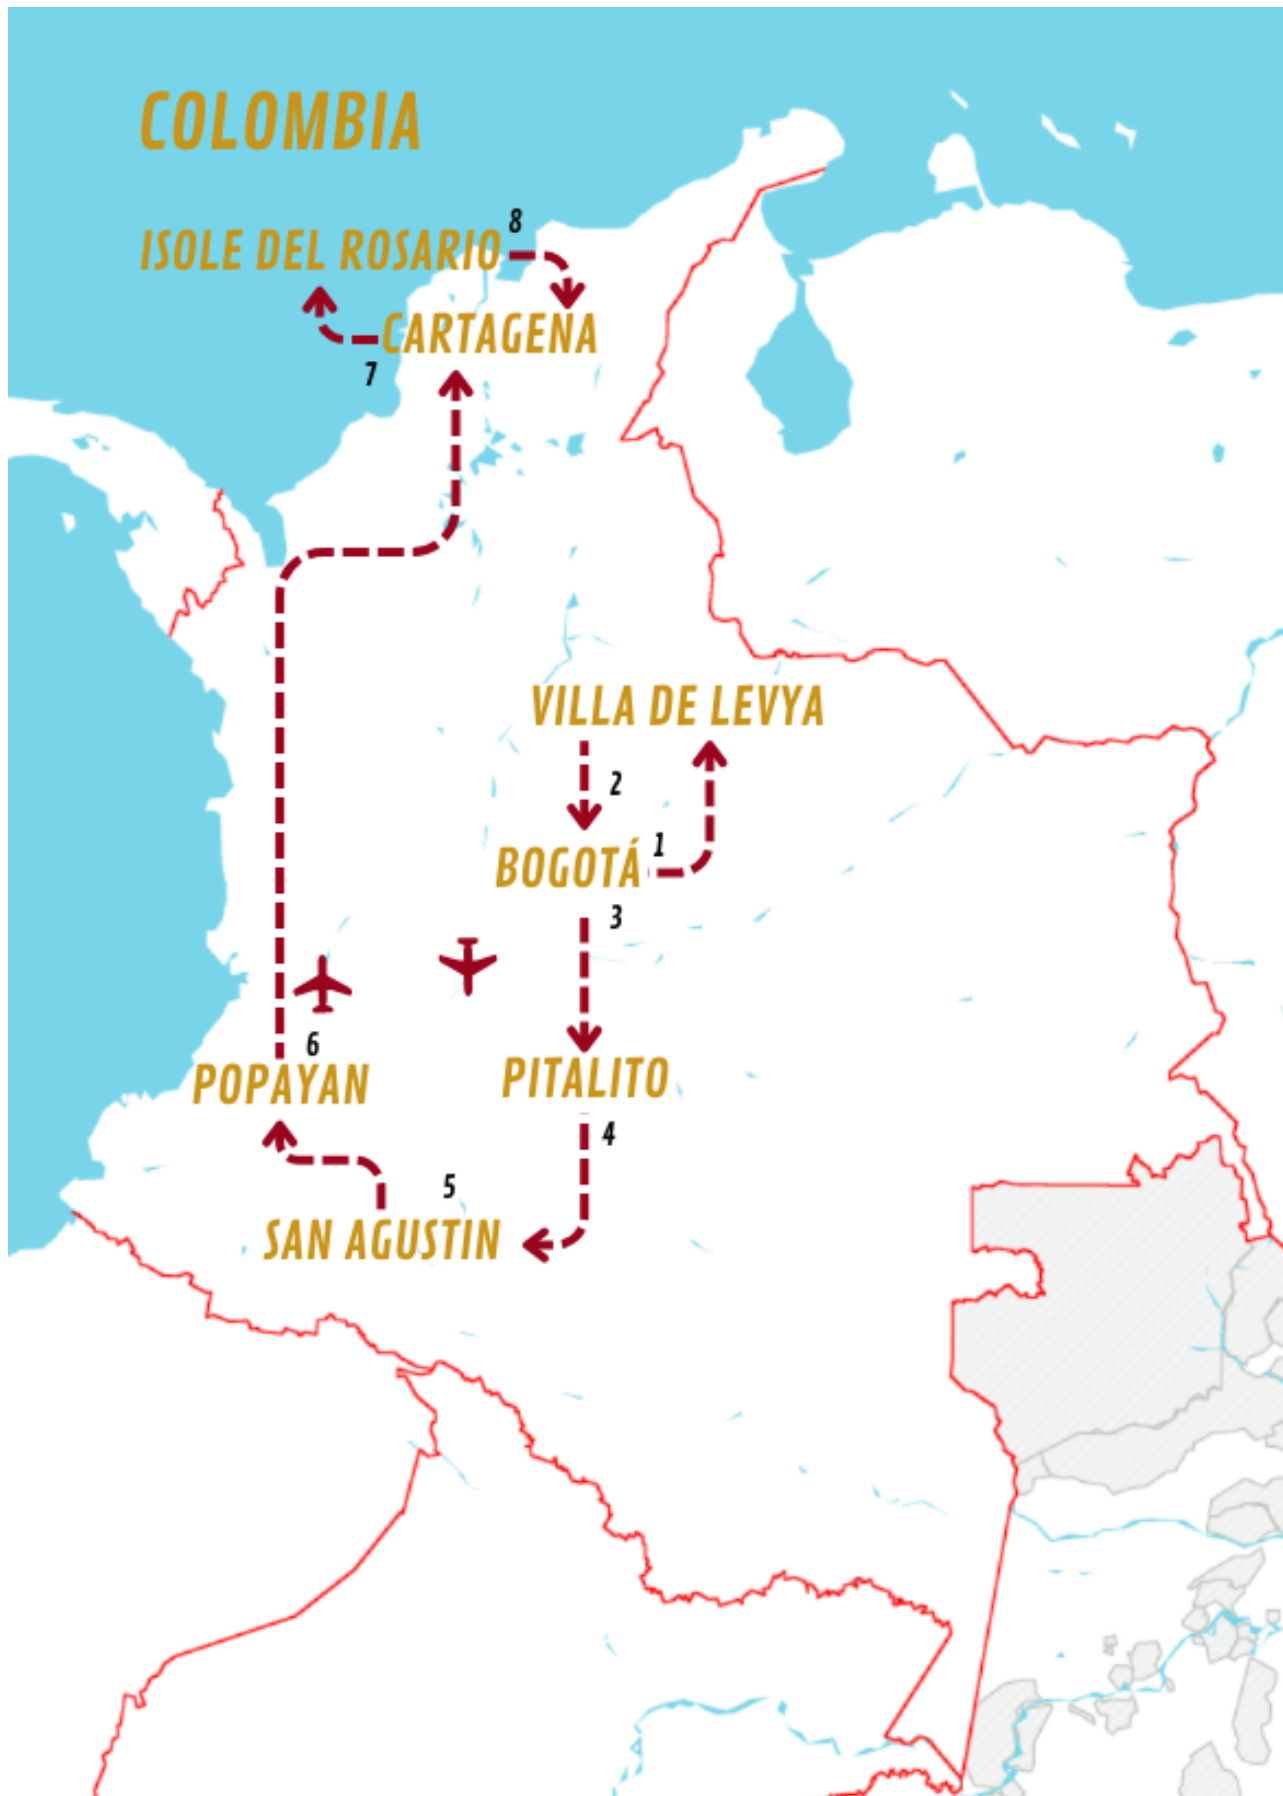 COLOMBIA
8
ISOLE DEL ROSARIO
CARTAGENA
7
VILLA DE LEVYA
2
BOGOTÁ 1
3
6
POPAYAN
PITALITO
4
5
SAN AGUSTIN